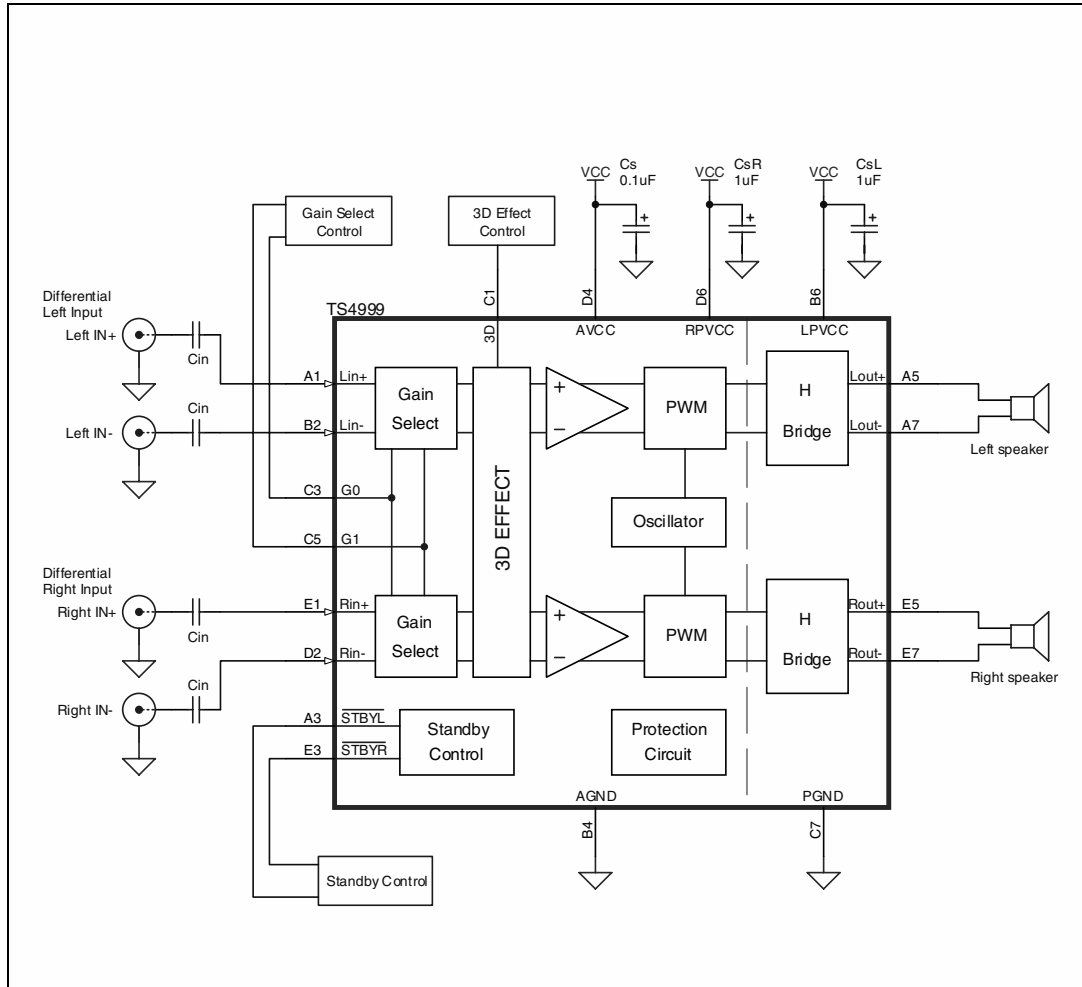 VCC
Cs
0.1uF
VCC
CsR
1uF
VCC
CsL
1uF
Gain Select
Control
3D Effect
Control
C1
D4
D6
B6
TS4999
3D
AVCC
RPVCC
LPVCC
Differential
Left Input
Left IN+
Cin
A1
Lin+
Gain
Select
3D EFFECT
+
−
PWM
H
Bridge
Lout+
A5
Lout-
A7
Left speaker
Left IN-
Cin
B2
Lin-
C3
G0
C5
G1
Oscillator
Differential
Right Input
Right IN+
Cin
E1
Rin+
Gain
Select
+
−
PWM
H
Bridge
Rout+
E5
Rout-
E7
Right speaker
D2
Rin-
Cin
Right IN-
A3
STBYL
E3
STBYR
Standby
Control
Protection
Circuit
AGND
PGND
B4
C7
Standby Control